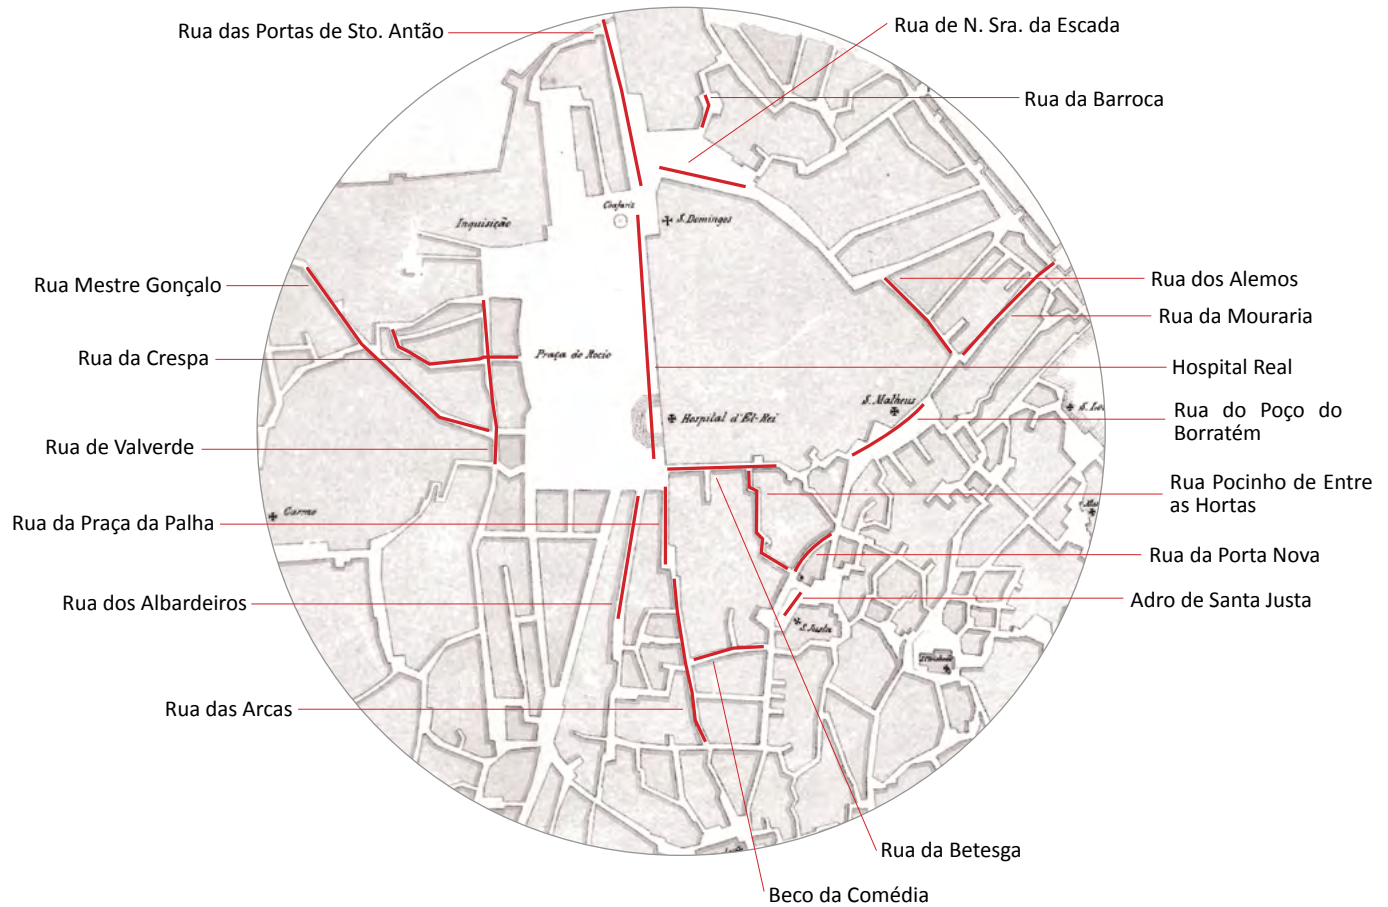 Rua das Portas de Sto. Antão
Rua de N. Sra. da Escada
Rua da Barroca
Inquisição
S. Domingos
Rua Mestre Gonçalo
Rua dos Alemos
Rua da Mouraria
Rua da Crespa
Praça do Rocio
Hospital Real
Hospital d'El-Rei
S. Matheus
Rua do Poço do
Borratém
Rua de Valverde
Rua Pocinho de Entre
as Hortas
Carmo
Rua da Praça da Palha
Rua da Porta Nova
Rua dos Albardeiros
Adro de Santa Justa
S. Justa
Rua das Arcas
Rua da Betesga
Beco da Comédia